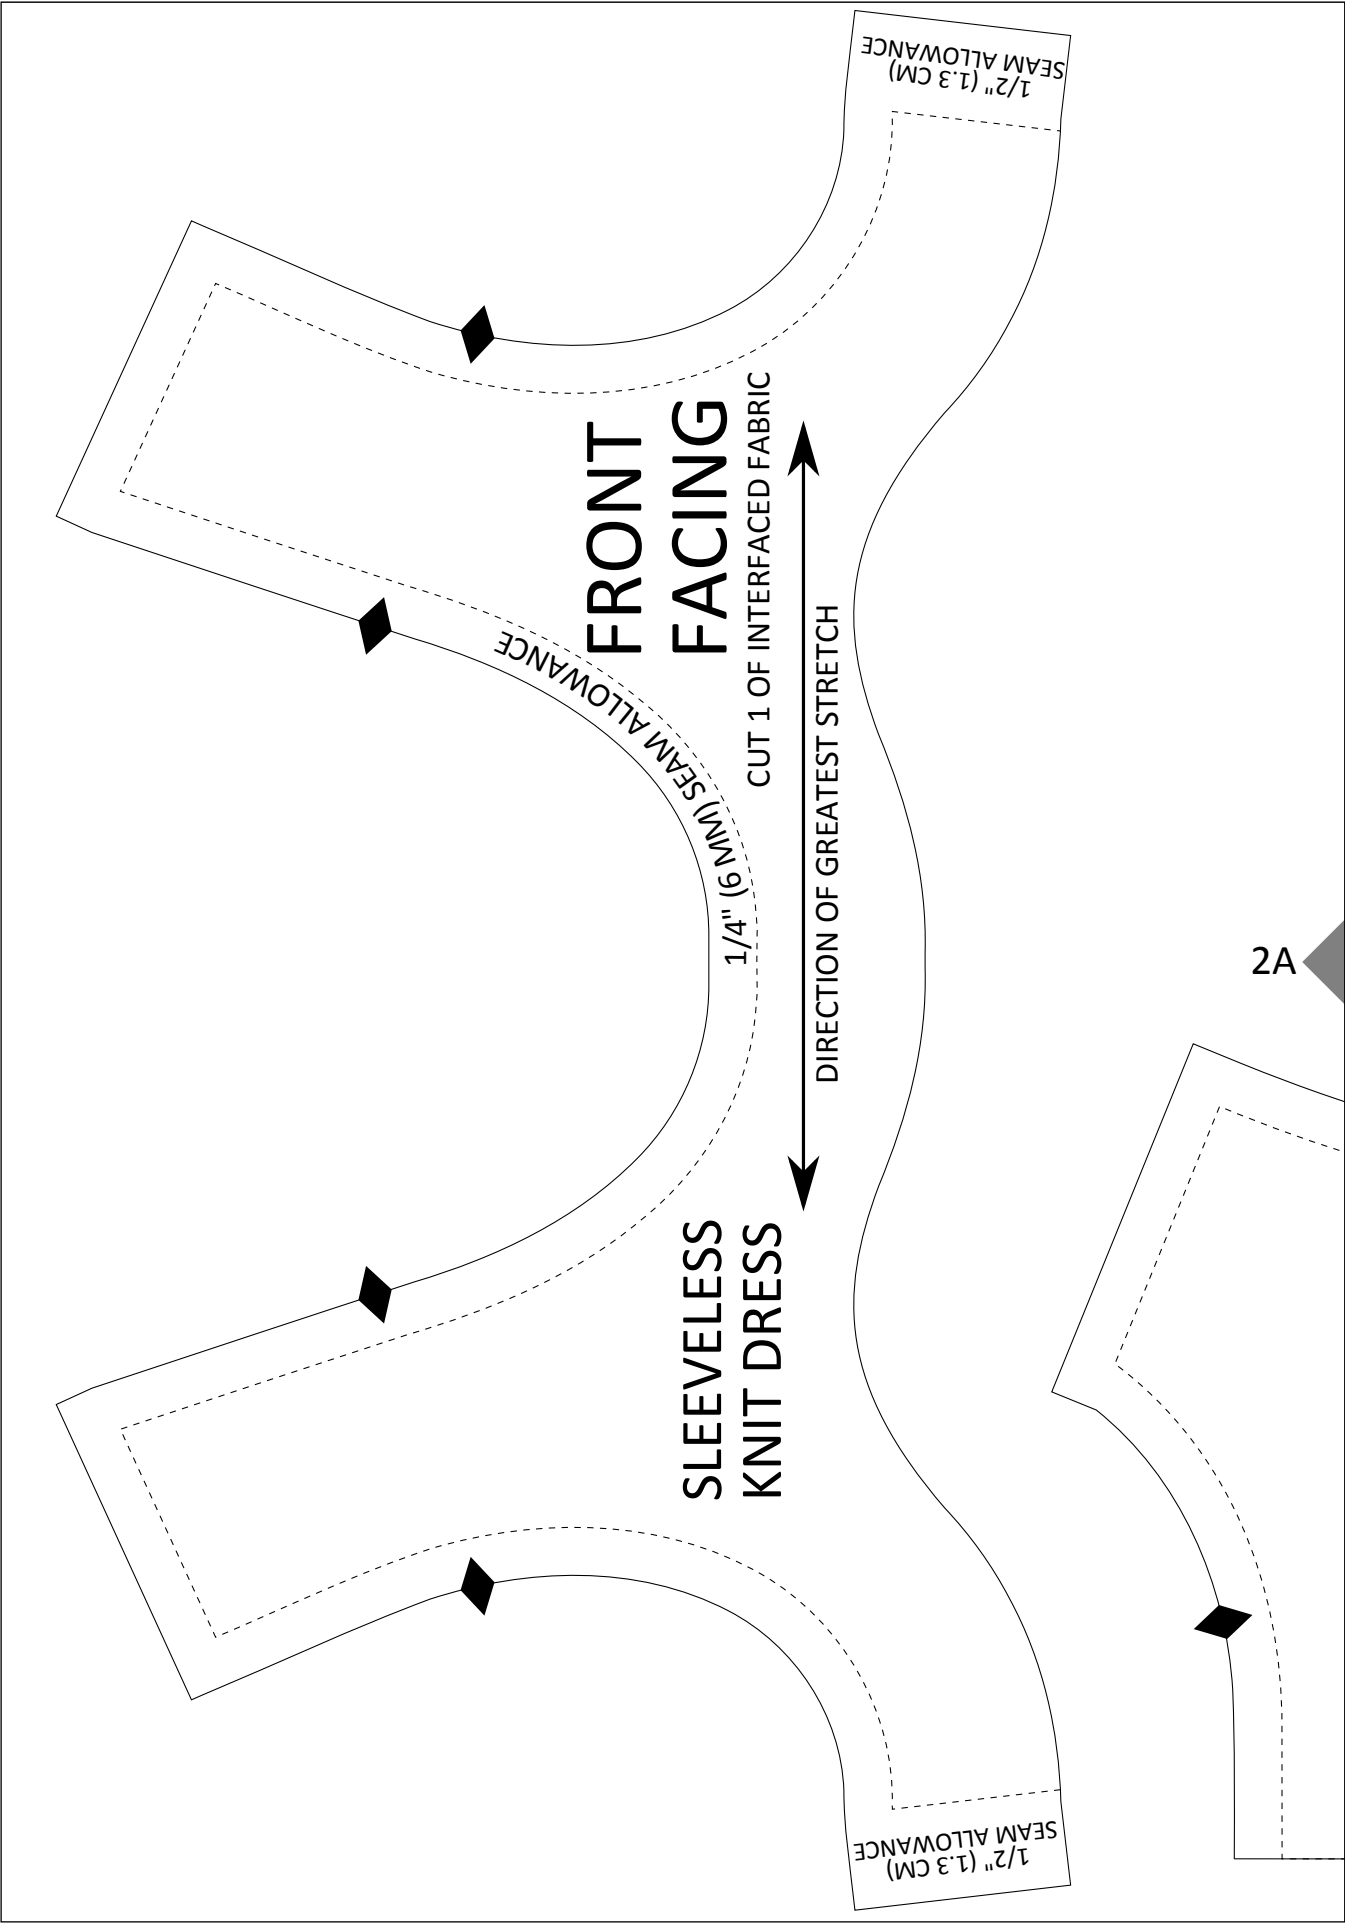 SEAM ALLOWANCE
1/2" (1.3 CM)
FRONT
FACING
CUT 1 OF INTERFACED FABRIC
1/4" (6 MM) SEAM ALLOWANCE
DIRECTION OF GREATEST STRETCH
2A
SLEEVELESS
KNIT DRESS
SEAM ALLOWANCE
1/2" (1.3 CM)